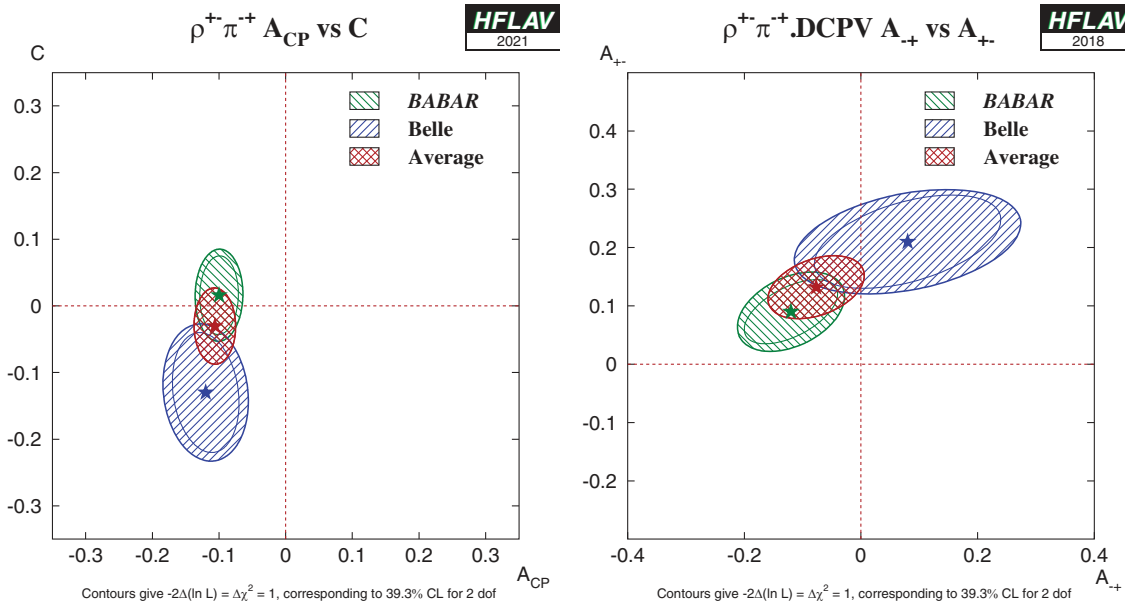 ρ⁺⁻π⁻⁺ A_CP vs C
HFLAV
2021
C
BABAR
Belle
Average
0.3
0.2
0.1
0
-0.1
-0.2
-0.3
-0.3 -0.2 -0.1 0 0.1 0.2 0.3
A_CP
Contours give -2Δ(ln L) = Δχ² = 1, corresponding to 39.3% CL for 2 dof
ρ⁺⁻π⁻⁺.DCPV A₋₊ vs A₊₋
HFLAV
2018
A₊₋
BABAR
Belle
Average
0.4
0.3
0.2
0.1
0
-0.1
-0.2
-0.4 -0.2 0 0.2 0.4
A₋₊
Contours give -2Δ(ln L) = Δχ² = 1, corresponding to 39.3% CL for 2 dof